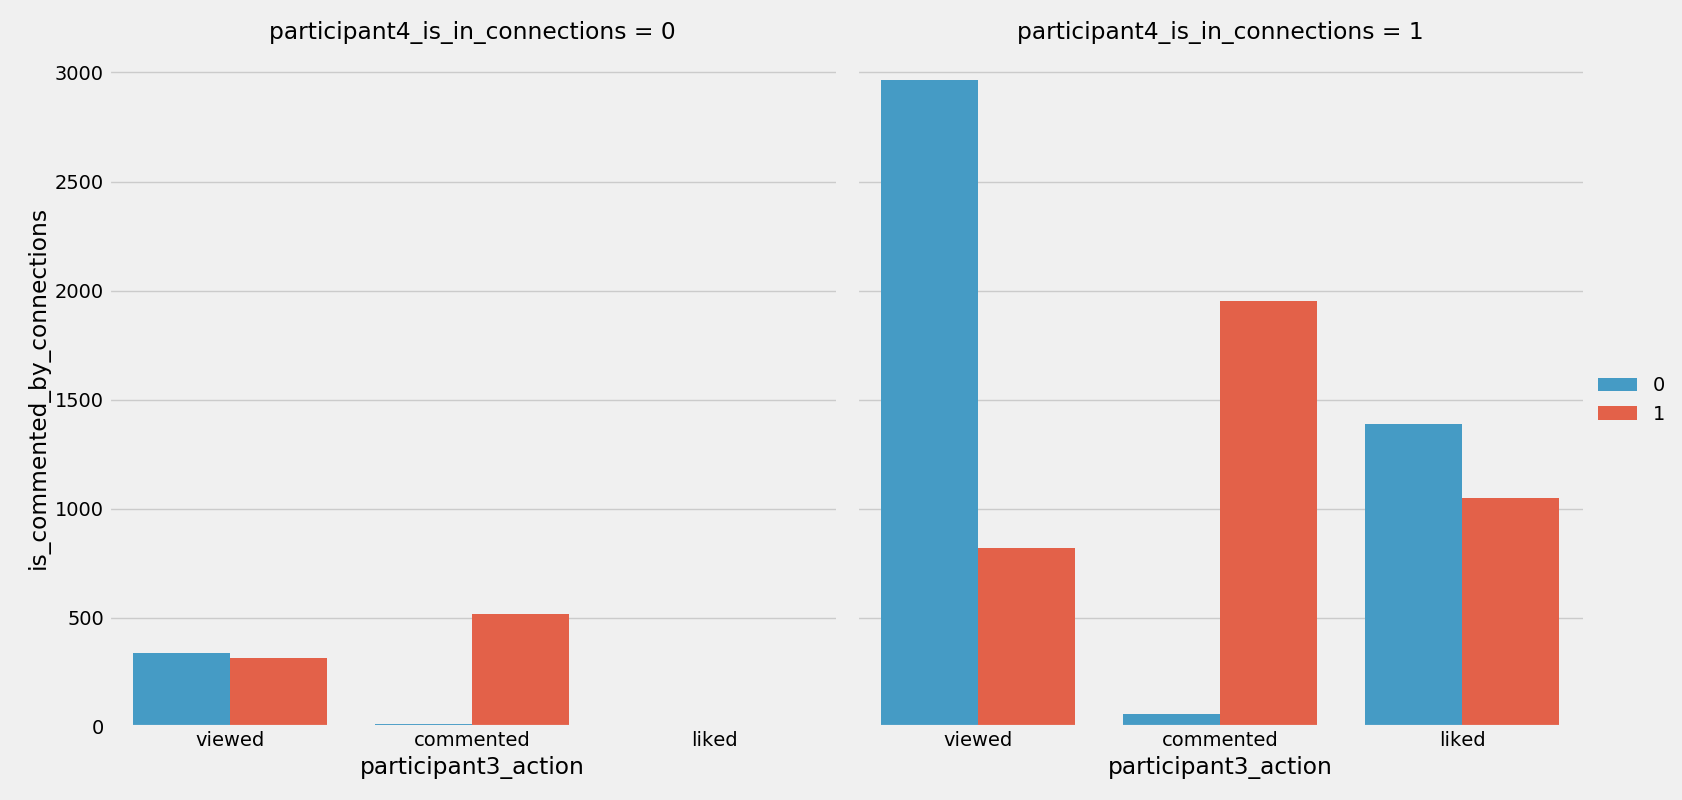 participant4_is_in_connections = 0
participant4_is_in_connections = 1
is_commented_by_connections
3000
2500
2000
1500
1000
500
0
viewed commented liked
participant3_action
viewed commented liked
participant3_action
0
1